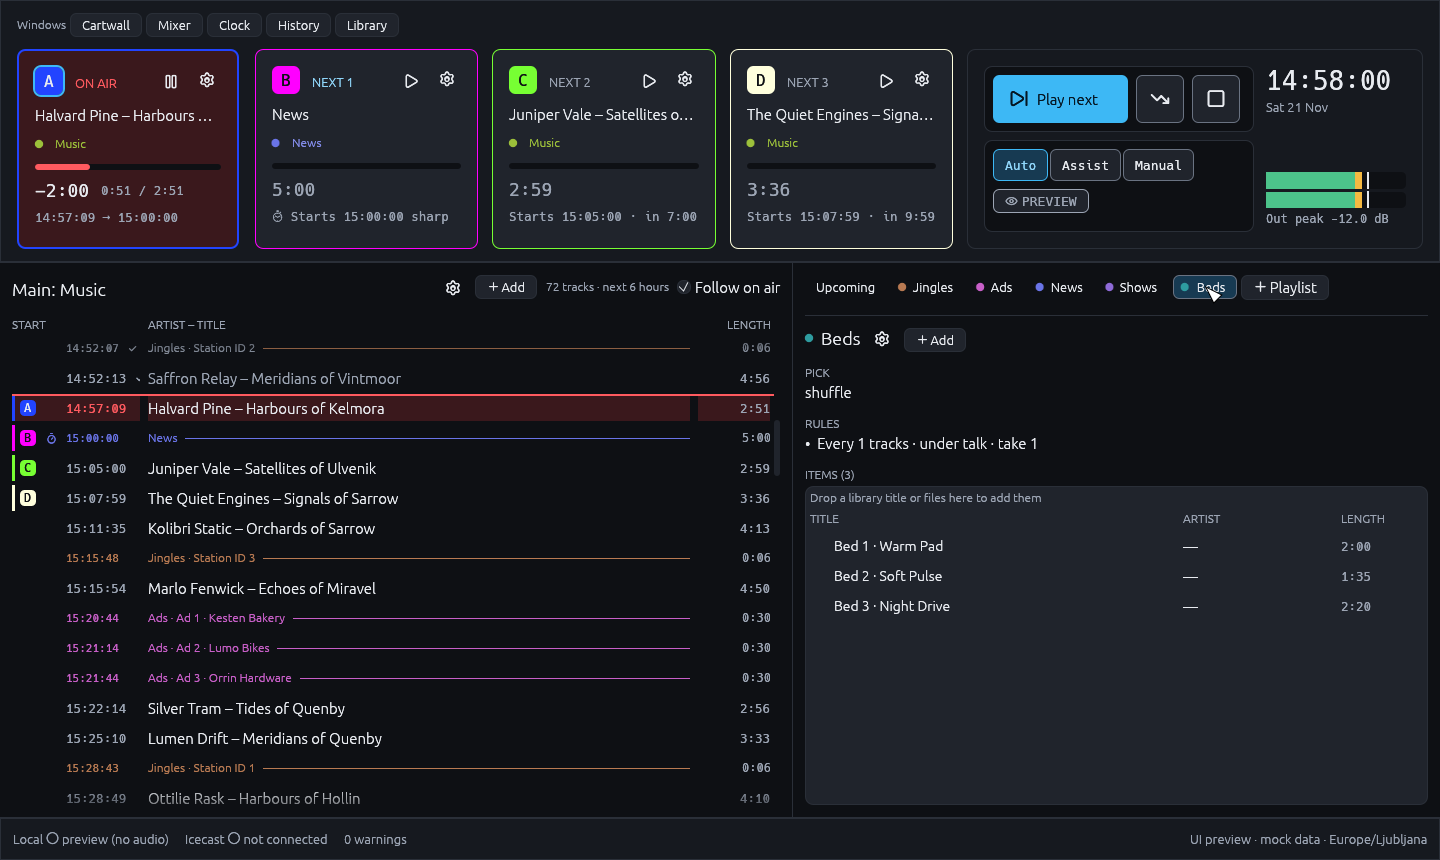 Windows Cartwall Mixer Clock History Library
A ON AIR
Halvard Pine – Harbours ...
Music
−2:00 0:51 / 2:51
14:57:09 → 15:00:00
B NEXT 1
News
News
5:00
Starts 15:00:00 sharp
C NEXT 2
Juniper Vale – Satellites o...
Music
2:59
Starts 15:05:00 · in 7:00
D NEXT 3
The Quiet Engines – Signa...
Music
3:36
Starts 15:07:59 · in 9:59
Play next
14:58:00
Sat 21 Nov
Auto Assist Manual
PREVIEW
Out peak -12.0 dB
Main: Music
+ Add 72 tracks · next 6 hours ✓ Follow on air
START ARTIST – TITLE LENGTH
14:52:07 ✓ Jingles · Station ID 2 0:06
14:52:13 Saffron Relay – Meridians of Vintmoor 4:56
A 14:57:09 Halvard Pine – Harbours of Kelmora 2:51
B 15:00:00 News 5:00
C 15:05:00 Juniper Vale – Satellites of Ulvenik 2:59
D 15:07:59 The Quiet Engines – Signals of Sarrow 3:36
15:11:35 Kolibri Static – Orchards of Sarrow 4:13
15:15:48 Jingles · Station ID 3 0:06
15:15:54 Marlo Fenwick – Echoes of Miravel 4:50
15:20:44 Ads · Ad 1 · Kesten Bakery 0:30
15:21:14 Ads · Ad 2 · Lumo Bikes 0:30
15:21:44 Ads · Ad 3 · Orrin Hardware 0:30
15:22:14 Silver Tram – Tides of Quenby 2:56
15:25:10 Lumen Drift – Meridians of Quenby 3:33
15:28:43 Jingles · Station ID 1 0:06
15:28:49 Ottilie Rask – Harbours of Hollin 4:10
Upcoming Jingles Ads News Shows Beds + Playlist
Beds + Add
PICK
shuffle
RULES
• Every 1 tracks · under talk · take 1
ITEMS (3)
Drop a library title or files here to add them
TITLE ARTIST LENGTH
Bed 1 · Warm Pad — 2:00
Bed 2 · Soft Pulse — 1:35
Bed 3 · Night Drive — 2:20
Local preview (no audio) Icecast not connected 0 warnings
UI preview · mock data · Europe/Ljubljana